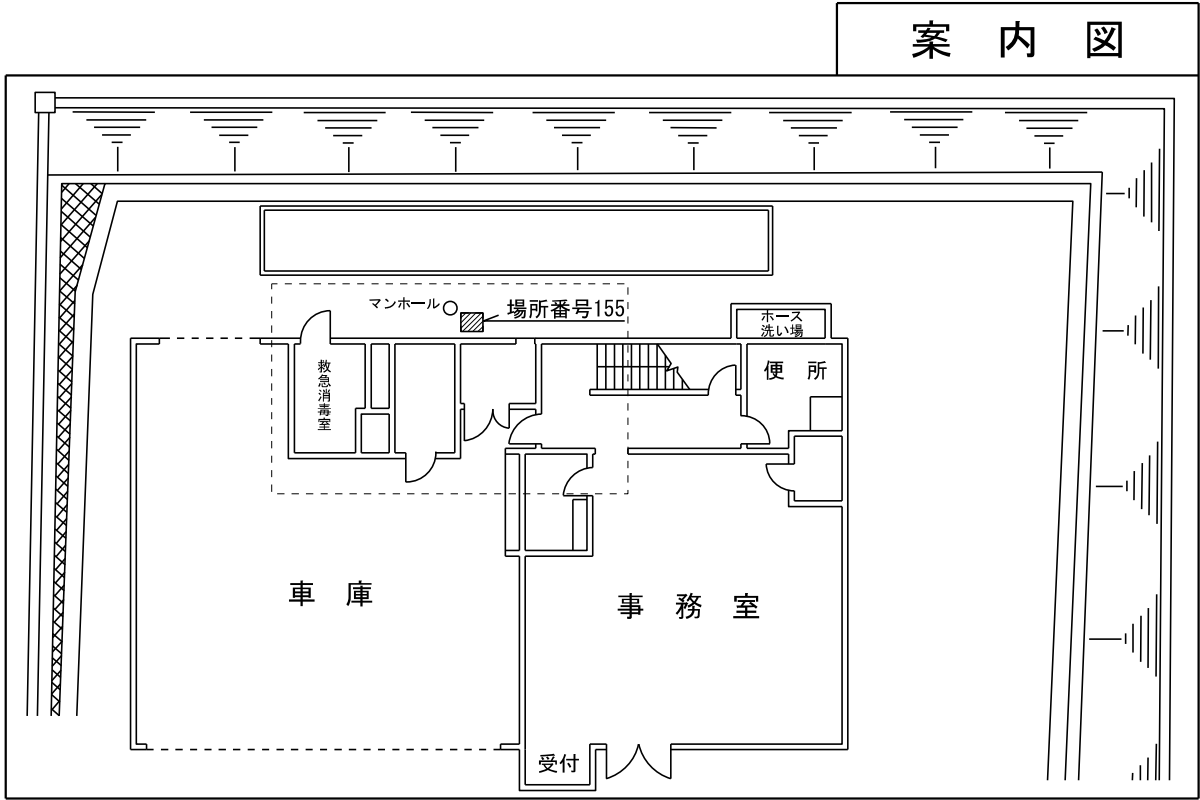 案内図
マンホール
場所番号155
ホース
洗い場
救急消毒室
便所
車庫
事務室
受付